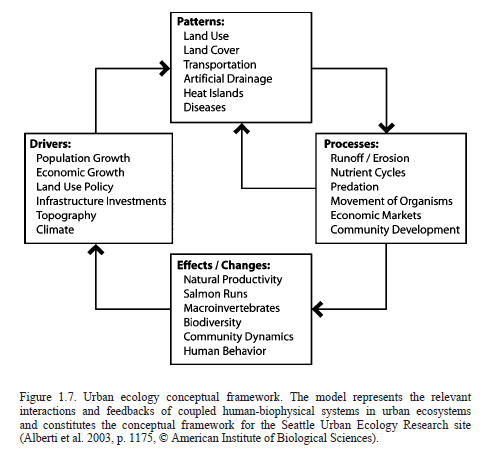 Patterns:
Land Use
Land Cover
Transportation
Artificial Drainage
Heat Islands
Diseases
Drivers:
Population Growth
Economic Growth
Land Use Policy
Infrastructure Investments
Topography
Climate
Processes:
Runoff / Erosion
Nutrient Cycles
Predation
Movement of Organisms
Economic Markets
Community Development
Effects / Changes:
Natural Productivity
Salmon Runs
Macroinvertebrates
Biodiversity
Community Dynamics
Human Behavior
Figure 1.7. Urban ecology conceptual framework. The model represents the relevant
interactions and feedbacks of coupled human-biophysical systems in urban ecosystems
and constitutes the conceptual framework for the Seattle Urban Ecology Research site
(Alberti et al. 2003, p. 1175, © American Institute of Biological Sciences).